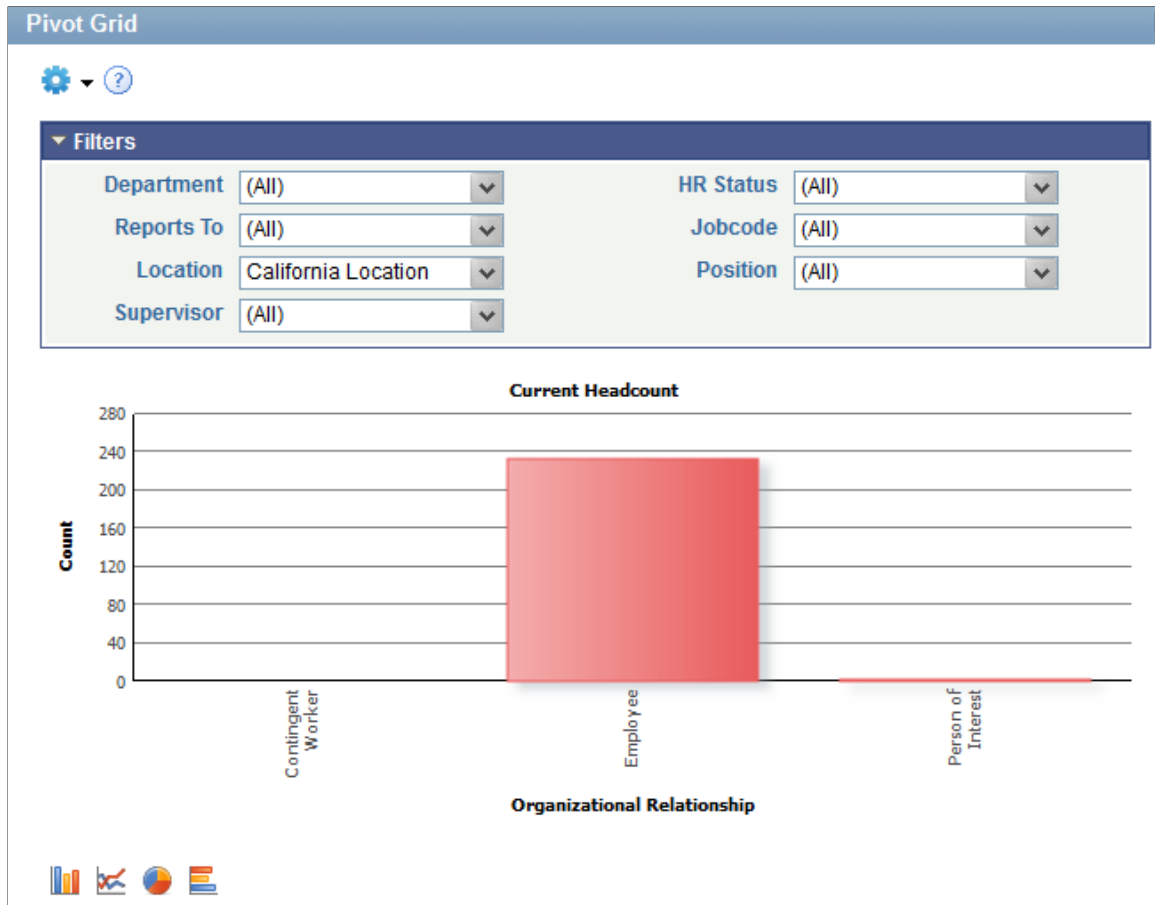 Pivot Grid
?
Filters
Department (All) HR Status (All)
Reports To (All) Jobcode (All)
Location California Location Position (All)
Supervisor (All)
Current Headcount
280
240
200
160
120
80
40
0
Count
Contingent
Worker
Employee
Person of
Interest
Organizational Relationship